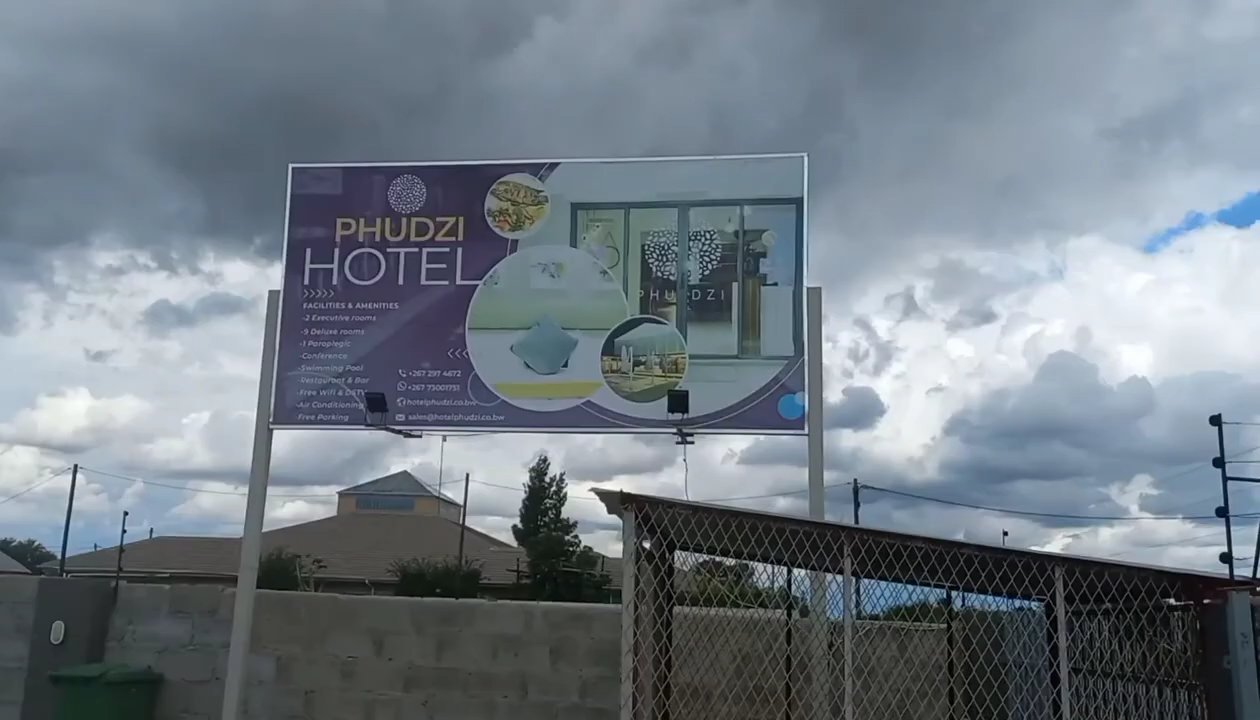 PHUDZI
HOTEL
>>>>>
FACILITIES & AMENITIES
-2 Executive rooms
-9 Deluxe rooms
-1 Paraplegic
-Conference
-Swimming Pool
-Restaurant & Bar
-Free Wifi & DSTV
-Air Conditioning
Free Parking
<<<
+267 297 4672
+267 73001751
hotelphudzi.co.bw
sales@hotelphudzi.co.bw
PHUDZI